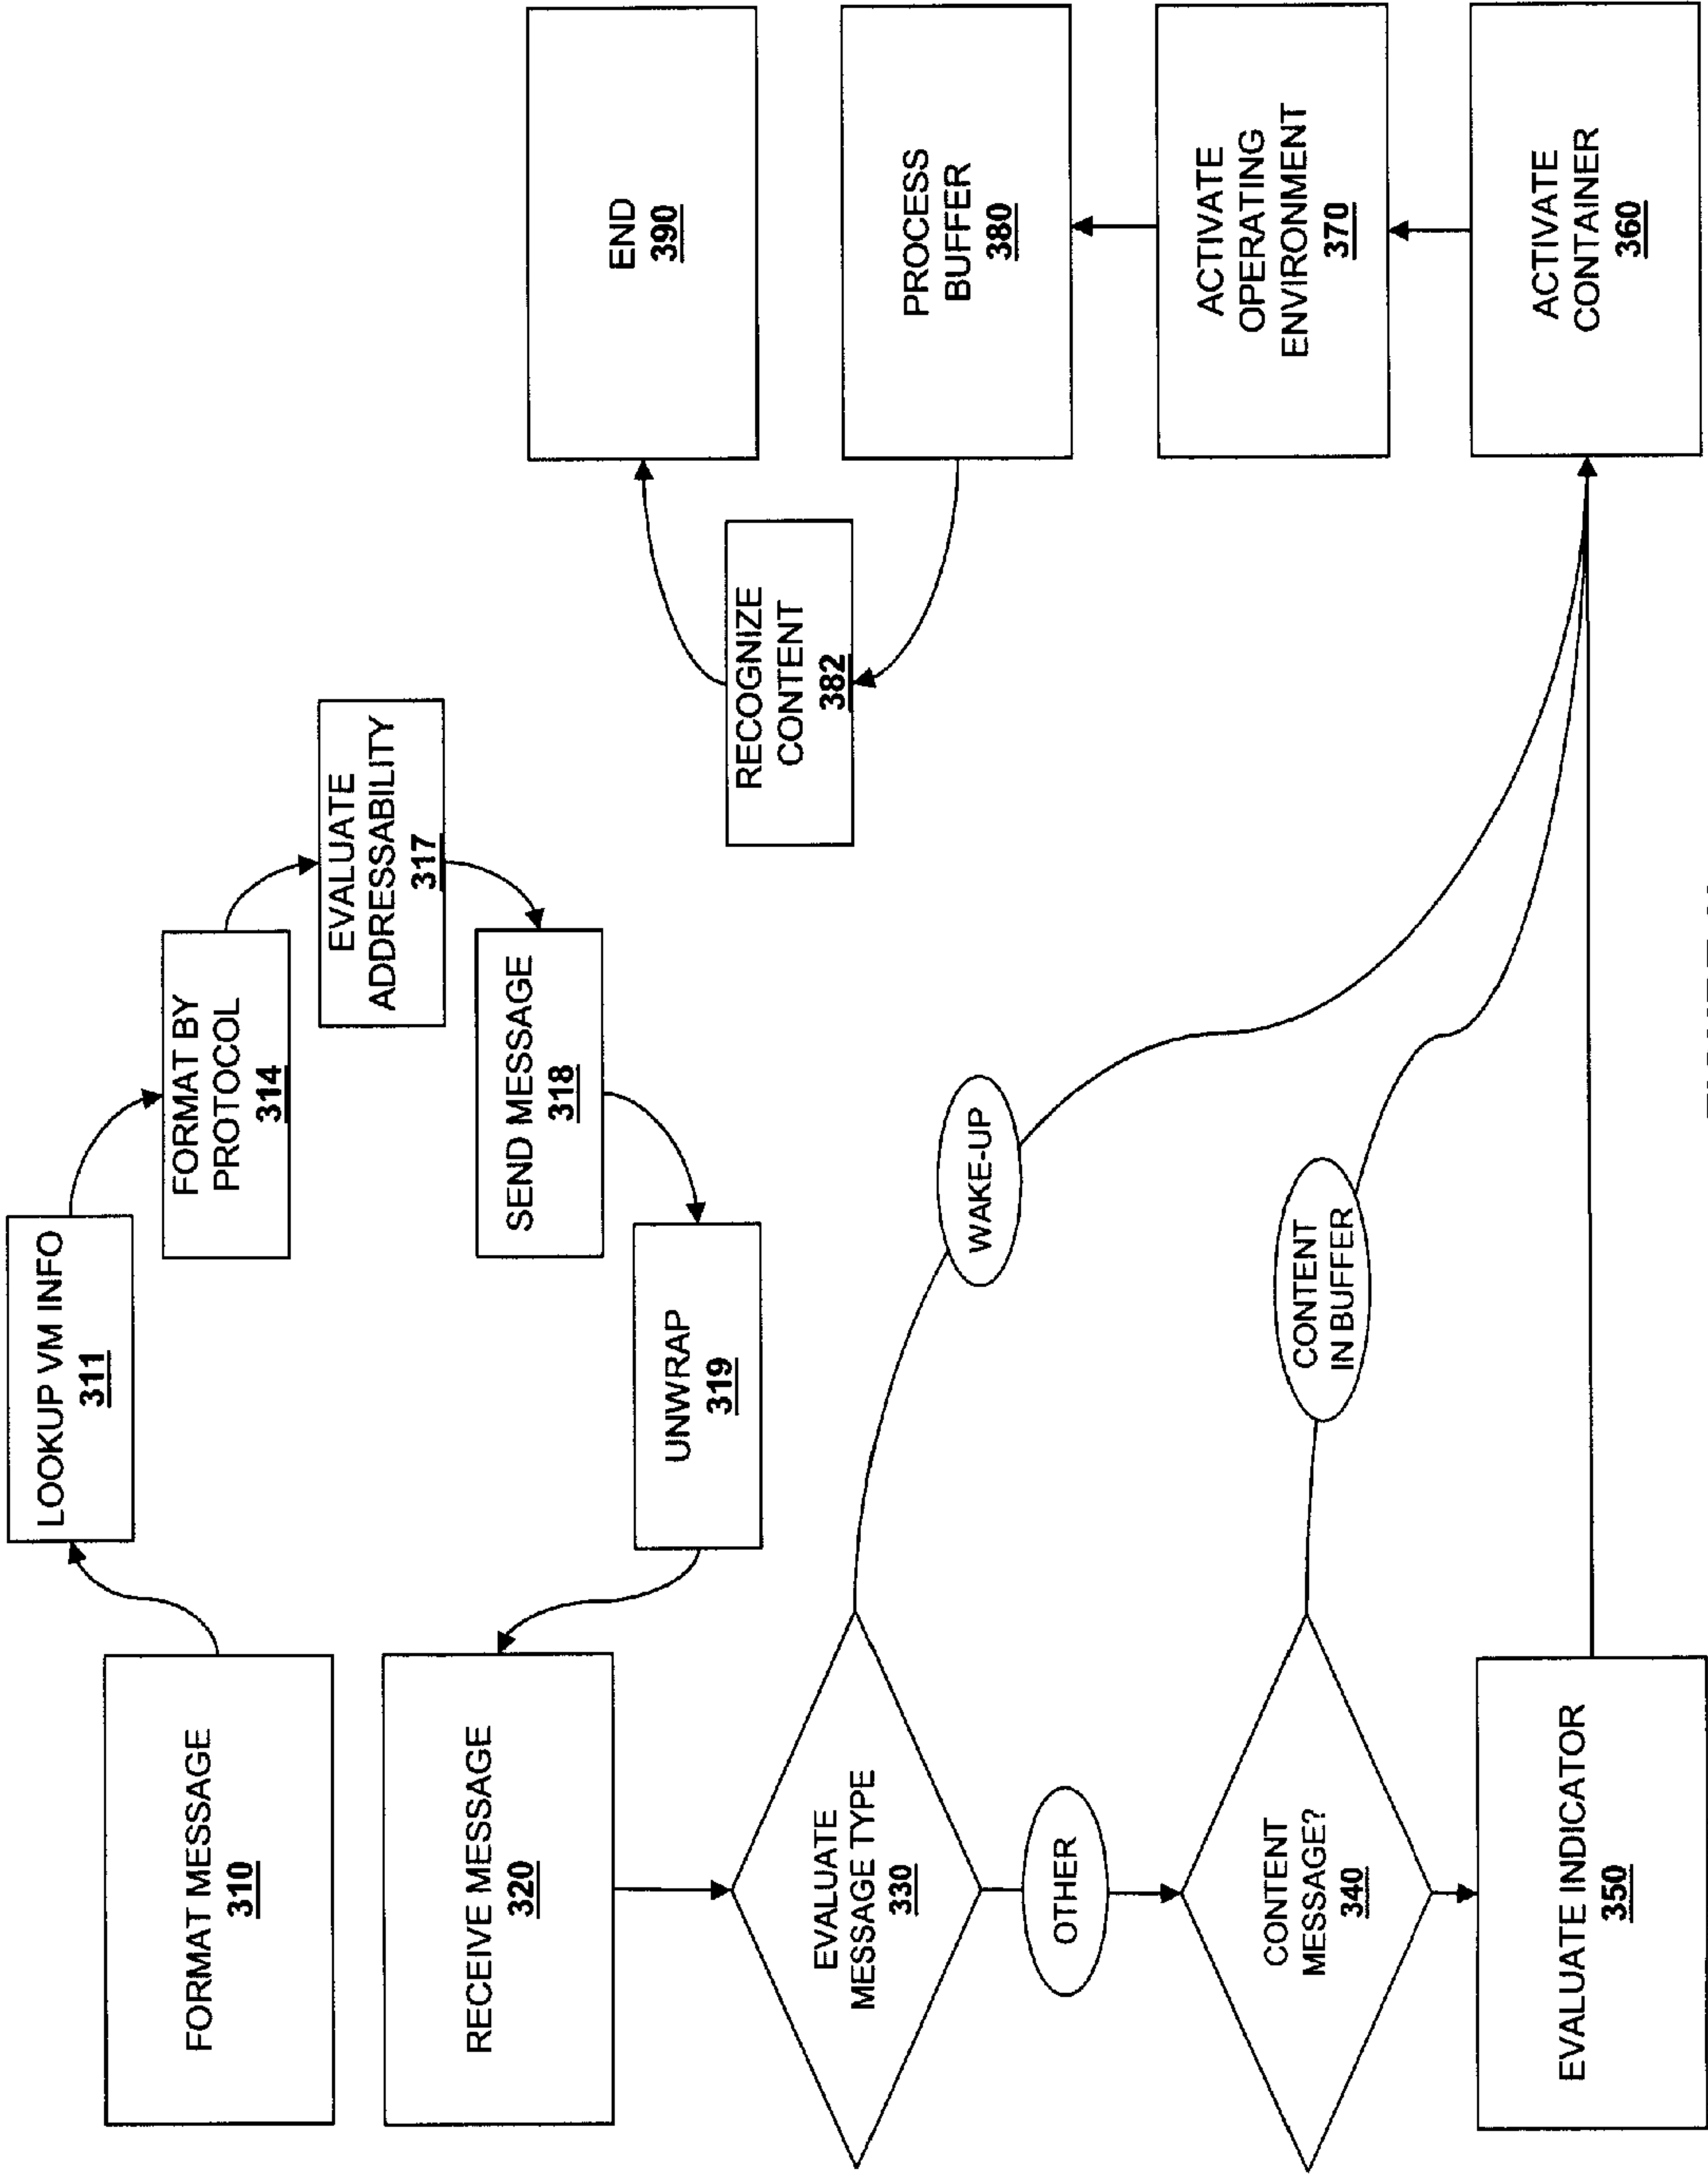 FORMAT MESSAGE
310
LOOKUP VM INFO
311
FORMAT BY
PROTOCOL
314
EVALUATE
ADDRESSABILITY
317
SEND MESSAGE
318
UNWRAP
319
RECEIVE MESSAGE
320
EVALUATE
MESSAGE TYPE
330
WAKE-UP
OTHER
CONTENT
MESSAGE?
340
CONTENT
IN BUFFER
EVALUATE INDICATOR
350
ACTIVATE
CONTAINER
360
ACTIVATE
OPERATING
ENVIRONMENT
370
PROCESS
BUFFER
380
RECOGNIZE
CONTENT
382
END
390